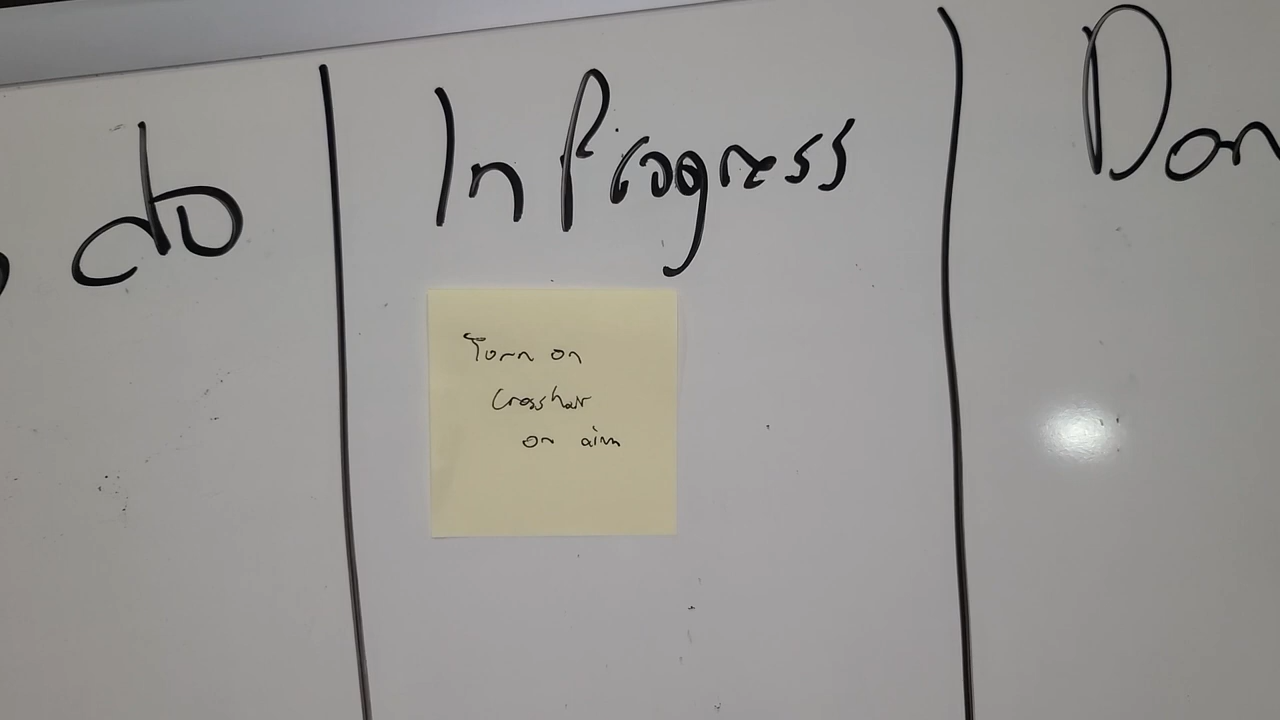 do
In Progress
Don
Turn on
crosshair
on aim